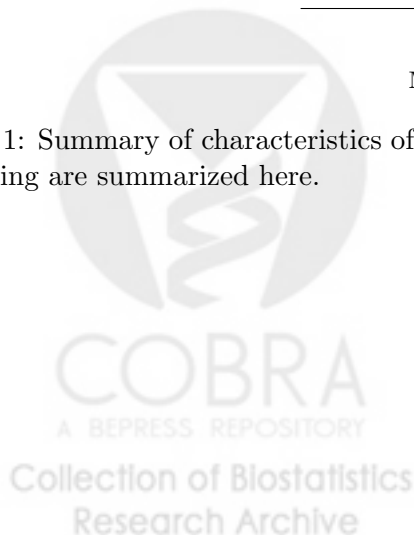 1: Summary of characteristics of
ing are summarized here.
COBRA
A BEPRESS REPOSITORY
Collection of Biostatistics
Research Archive